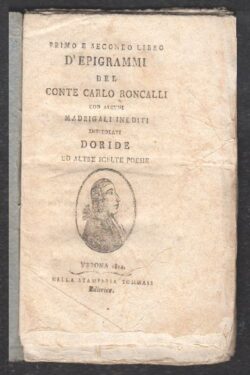 PRIMO E SECONDO LIBRO
D'EPIGRAMMI
DEL
CONTE CARLO RONCALLI
CON ALCUNI
MADRIGALI INEDITI
INTITOLATI
DORIDE
ED ALTRE SCELTE POESIE
VERONA
DALLA STAMPERIA TOMMASI
Editrice.